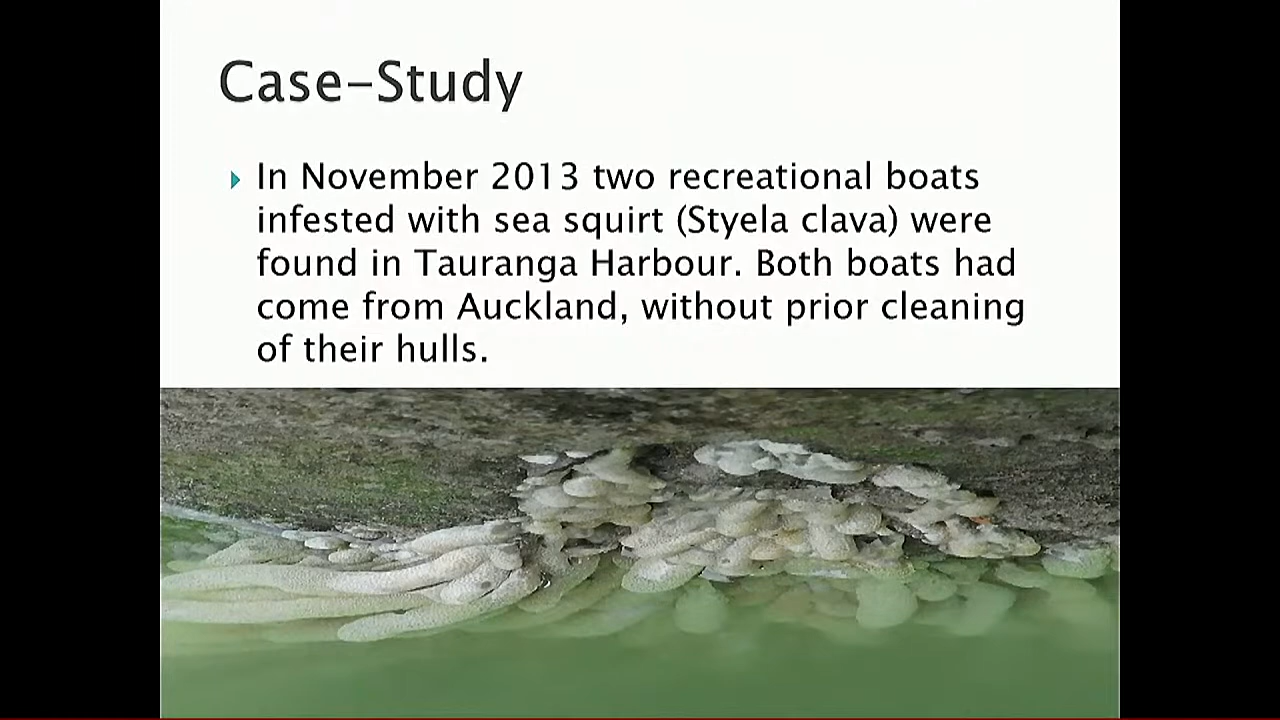 Case-Study
In November 2013 two recreational boats
infested with sea squirt (Styela clava) were
found in Tauranga Harbour. Both boats had
come from Auckland, without prior cleaning
of their hulls.